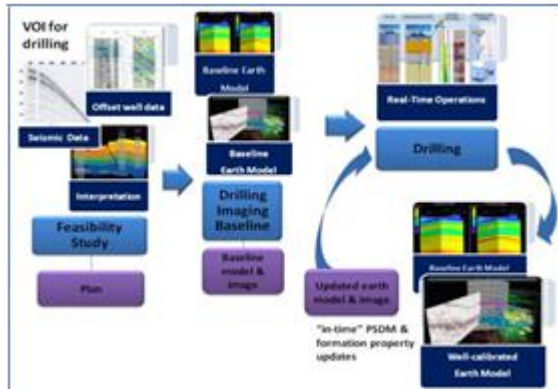 VOI for
drilling
Offset well data
Seismic Data
Interpretation
Feasibility
Study
Plan
Baseline Earth
Model
Baseline
Earth Model
Drilling
Imaging
Baseline
Baseline
model &
image
Real-Time Operations
Drilling
Updated earth
model & image
"in-time" PSDM &
formation property
updates
Baseline Earth
Model
Well-calibrated
Earth Model